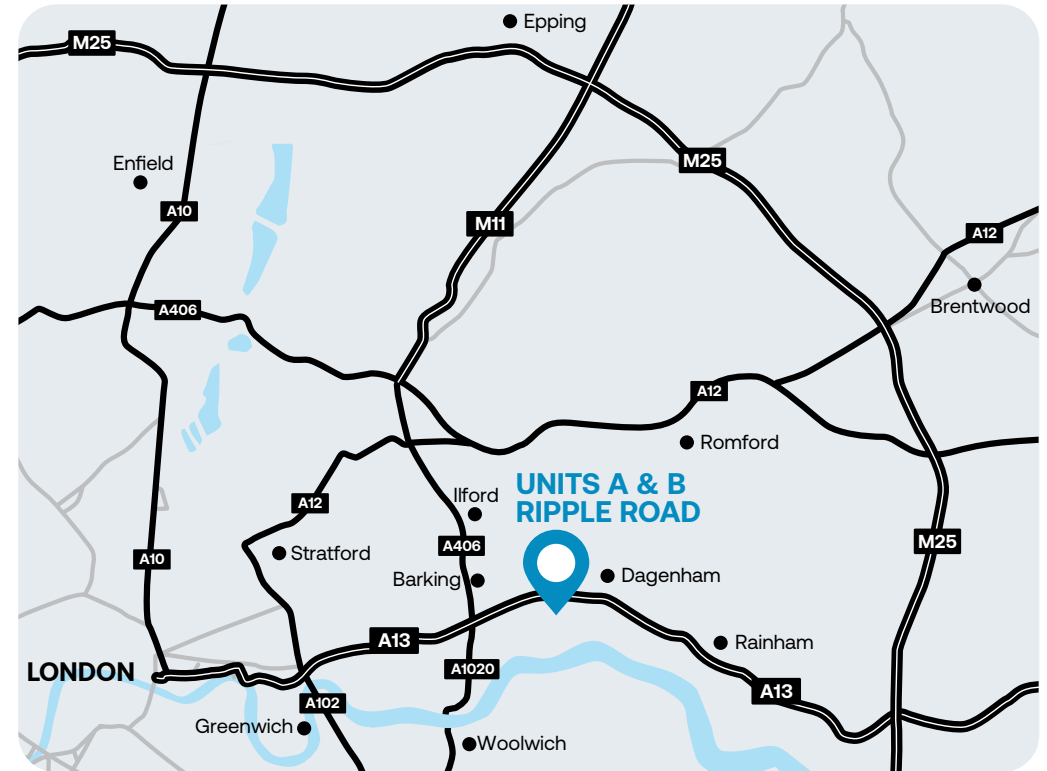 Epping
M25
M25
Enfield
A10
M11
A12
Brentwood
A406
A12
Romford
UNITS A & B
RIPPLE ROAD
Ilford
A12
A406
M25
Stratford
A10
Barking
Dagenham
A13
Rainham
LONDON
A1020
A13
A102
Greenwich
Woolwich